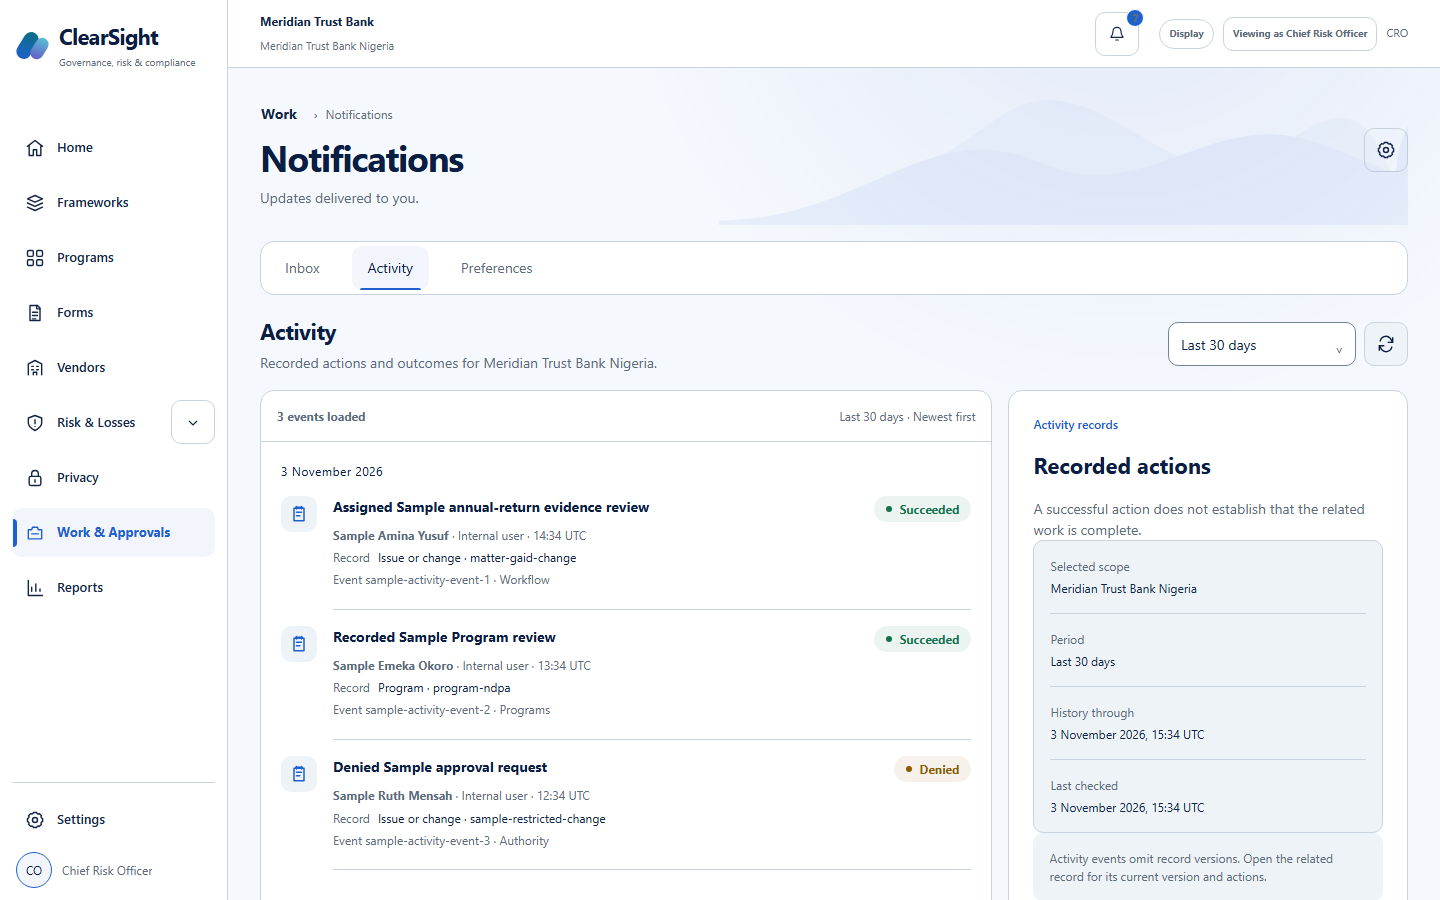 ClearSight
Governance, risk & compliance
Home
Frameworks
Programs
Forms
Vendors
Risk & Losses
Privacy
Work & Approvals
Reports
Settings
CO
Chief Risk Officer
Meridian Trust Bank
Meridian Trust Bank Nigeria
Display
Viewing as Chief Risk Officer
CRO
Work › Notifications
Notifications
Updates delivered to you.
Inbox
Activity
Preferences
Activity
Recorded actions and outcomes for Meridian Trust Bank Nigeria.
Last 30 days
3 events loaded
Last 30 days · Newest first
3 November 2026
Assigned Sample annual-return evidence review
Succeeded
Sample Amina Yusuf · Internal user · 14:34 UTC
Record Issue or change · matter-gaid-change
Event sample-activity-event-1 · Workflow
Recorded Sample Program review
Succeeded
Sample Emeka Okoro · Internal user · 13:34 UTC
Record Program · program-ndpa
Event sample-activity-event-2 · Programs
Denied Sample approval request
Denied
Sample Ruth Mensah · Internal user · 12:34 UTC
Record Issue or change · sample-restricted-change
Event sample-activity-event-3 · Authority
Activity records
Recorded actions
A successful action does not establish that the related
work is complete.
Selected scope
Meridian Trust Bank Nigeria
Period
Last 30 days
History through
3 November 2026, 15:34 UTC
Last checked
3 November 2026, 15:34 UTC
Activity events omit record versions. Open the related
record for its current version and actions.